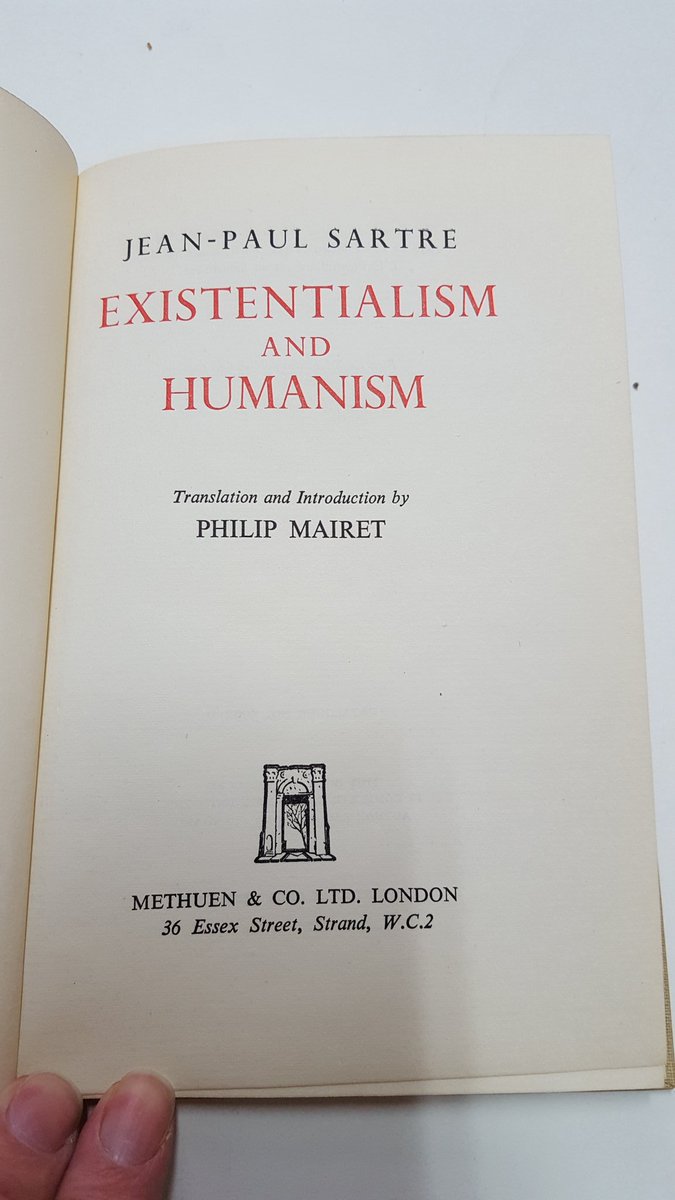 JEAN-PAUL SARTRE
EXISTENTIALISM
AND
HUMANISM
Translation and Introduction by
PHILIP MAIRET
METHUEN & CO. LTD. LONDON
36 Essex Street, Strand, W.C.2